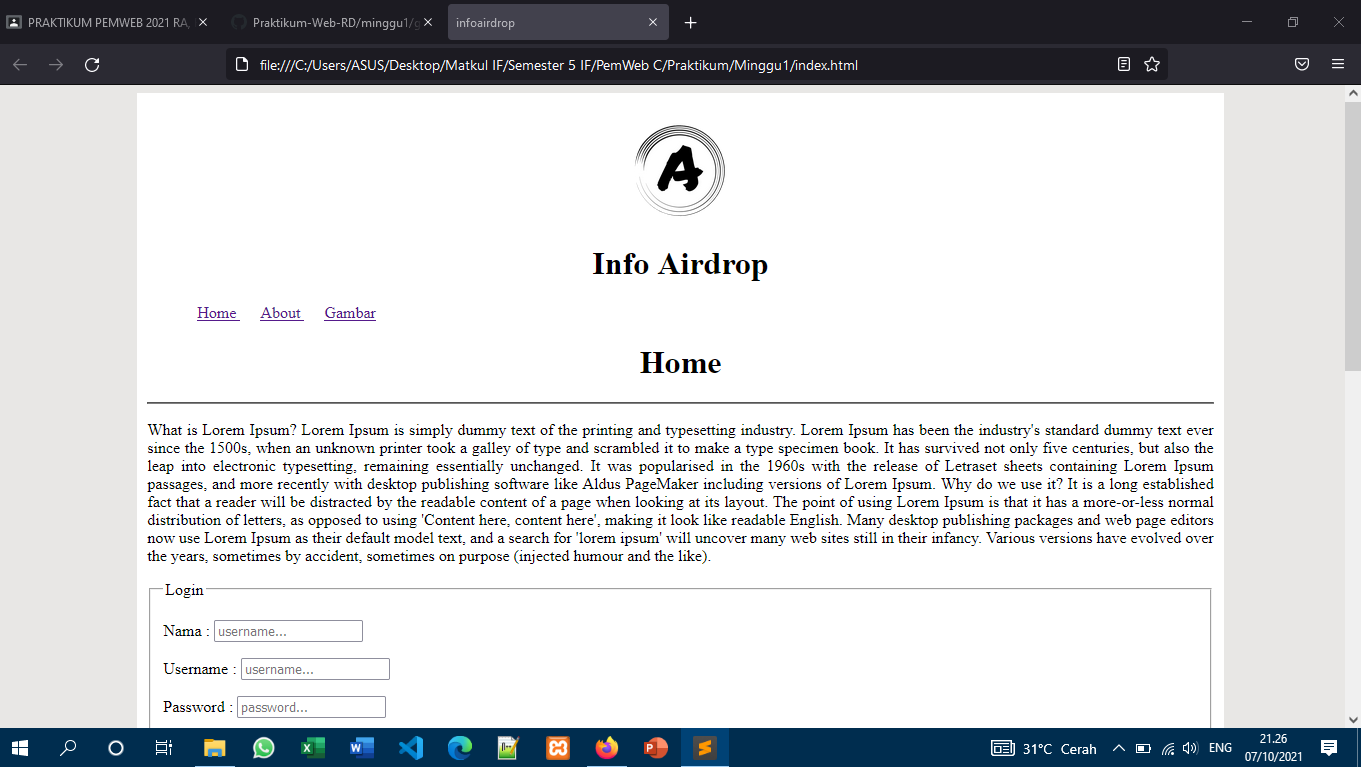 PRAKTIKUM PEMWEB 2021 RA,
Praktikum-Web-RD/minggu1/
infoairdrop
file:///C:/Users/ASUS/Desktop/Matkul IF/Semester 5 IF/PemWeb C/Praktikum/Minggu1/index.html
A
Info Airdrop
Home About Gambar
Home
What is Lorem Ipsum? Lorem Ipsum is simply dummy text of the printing and typesetting industry. Lorem Ipsum has been the industry's standard dummy text ever
since the 1500s, when an unknown printer took a galley of type and scrambled it to make a type specimen book. It has survived not only five centuries, but also the
leap into electronic typesetting, remaining essentially unchanged. It was popularised in the 1960s with the release of Letraset sheets containing Lorem Ipsum
passages, and more recently with desktop publishing software like Aldus PageMaker including versions of Lorem Ipsum. Why do we use it? It is a long established
fact that a reader will be distracted by the readable content of a page when looking at its layout. The point of using Lorem Ipsum is that it has a more-or-less normal
distribution of letters, as opposed to using 'Content here, content here', making it look like readable English. Many desktop publishing packages and web page editors
now use Lorem Ipsum as their default model text, and a search for 'lorem ipsum' will uncover many web sites still in their infancy. Various versions have evolved over
the years, sometimes by accident, sometimes on purpose (injected humour and the like).
Login
Nama : username...
Username : username...
Password : password...
31°C Cerah ENG 21.26
07/10/2021